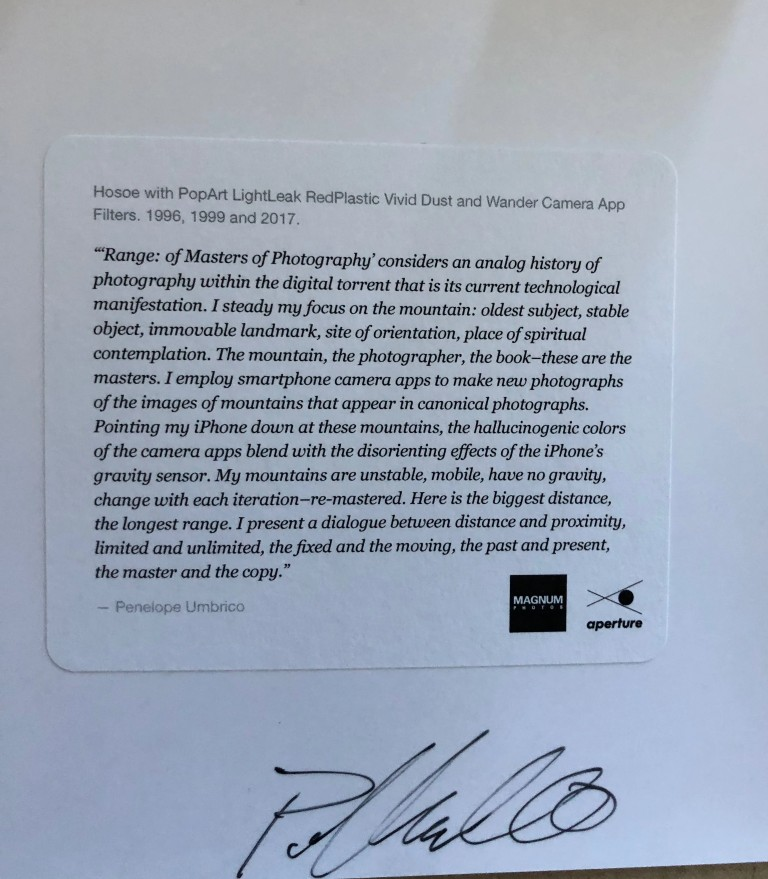 Hosoe with PopArt LightLeak RedPlastic Vivid Dust and Wander Camera App
Filters. 1996, 1999 and 2017.
“‘Range: of Masters of Photography’ considers an analog history of
photography within the digital torrent that is its current technological
manifestation. I steady my focus on the mountain: oldest subject, stable
object, immovable landmark, site of orientation, place of spiritual
contemplation. The mountain, the photographer, the book–these are the
masters. I employ smartphone camera apps to make new photographs
of the images of mountains that appear in canonical photographs.
Pointing my iPhone down at these mountains, the hallucinogenic colors
of the camera apps blend with the disorienting effects of the iPhone’s
gravity sensor. My mountains are unstable, mobile, have no gravity,
change with each iteration–re-mastered. Here is the biggest distance,
the longest range. I present a dialogue between distance and proximity,
limited and unlimited, the fixed and the moving, the past and present,
the master and the copy.”
– Penelope Umbrico
MAGNUM
PHOTOS
aperture